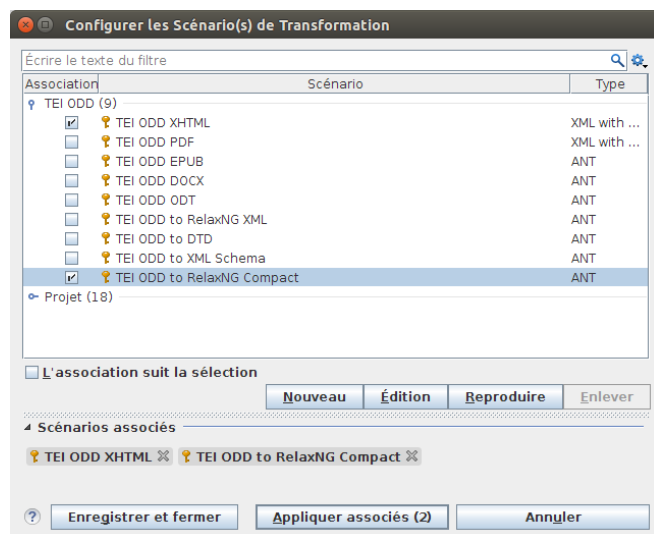 Configurer les Scénario(s) de Transformation
Écrire le texte du filtre
Association Scénario Type
TEI ODD (9)
TEI ODD XHTML XML with ...
TEI ODD PDF XML with ...
TEI ODD EPUB ANT
TEI ODD DOCX ANT
TEI ODD ODT ANT
TEI ODD to RelaxNG XML ANT
TEI ODD to DTD ANT
TEI ODD to XML Schema ANT
TEI ODD to RelaxNG Compact ANT
Projet (18)
L'association suit la sélection
Nouveau Édition Reproduire Enlever
Scénarios associés
TEI ODD XHTML TEI ODD to RelaxNG Compact
? Enregistrer et fermer Appliquer associés (2) Annuler